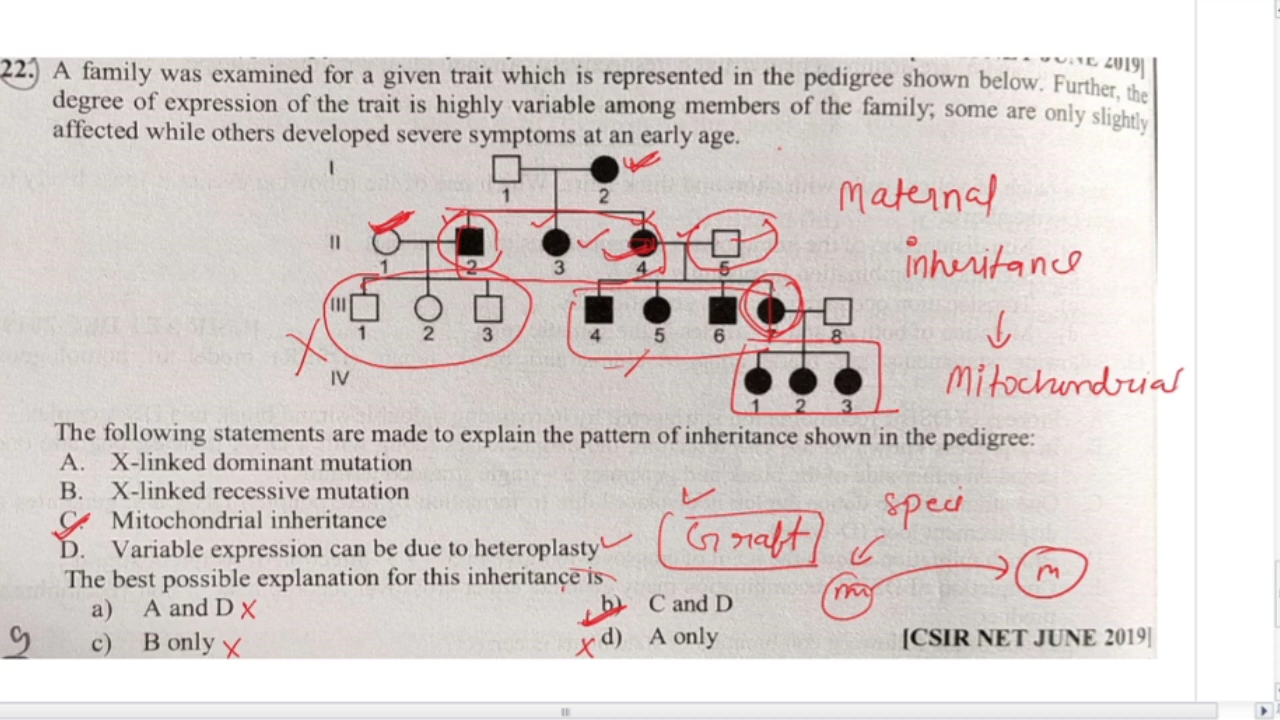 JUNE 2019]
22. A family was examined for a given trait which is represented in the pedigree shown below. Further, the
degree of expression of the trait is highly variable among members of the family; some are only slightly
affected while others developed severe symptoms at an early age.
I
1 2
II
1 2 3 4 5
III
1 2 3 4 5 6 7 8
IV
1 2 3
Maternal
inheritance
Mitochondrial
The following statements are made to explain the pattern of inheritance shown in the pedigree:
A. X-linked dominant mutation
B. X-linked recessive mutation
C. Mitochondrial inheritance
D. Variable expression can be due to heteroplasty
Graft
speci
m
The best possible explanation for this inheritance is
a) A and D
b) C and D
c) B only
d) A only
[CSIR NET JUNE 2019]
9